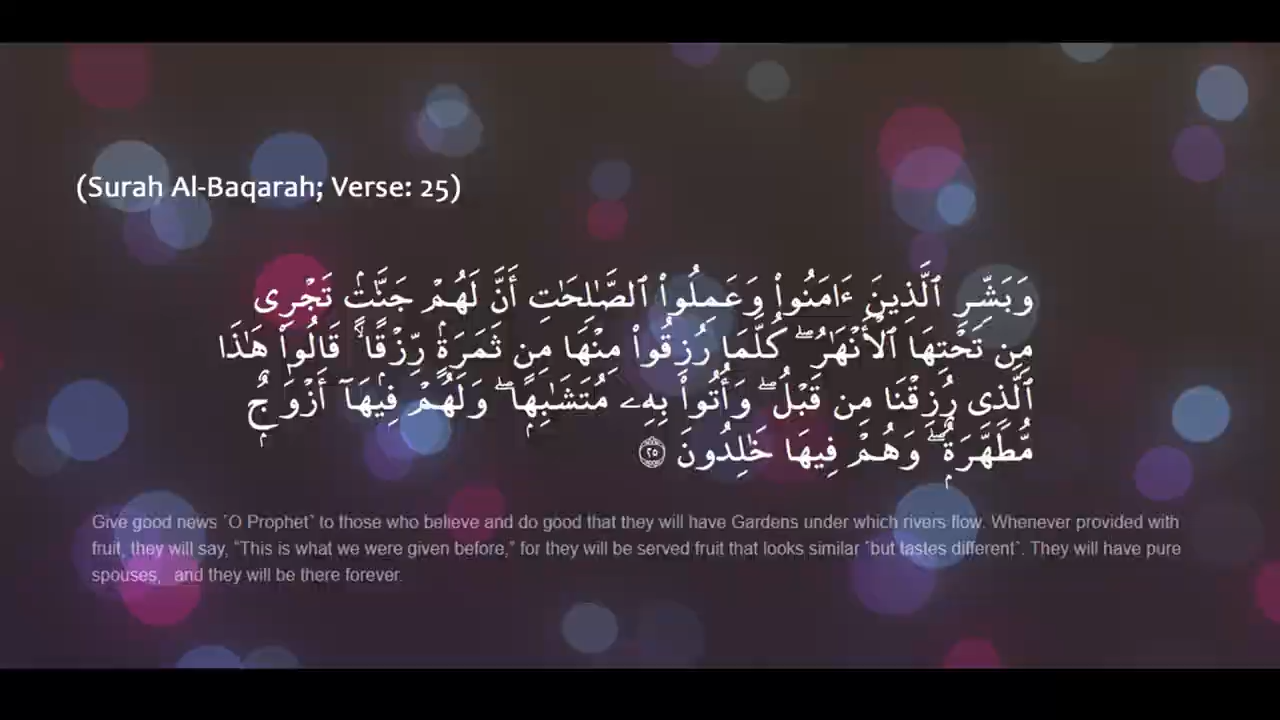 (Surah Al-Baqarah; Verse: 25)
وَبَشِّرِ ٱلَّذِينَ ءَامَنُوا۟ وَعَمِلُوا۟ ٱلصَّٰلِحَٰتِ أَنَّ لَهُمْ جَنَّٰتٍ تَجْرِى
مِن تَحْتِهَا ٱلْأَنْهَٰرُ ۖ كُلَّمَا رُزِقُوا۟ مِنْهَا مِن ثَمَرَةٍ رِّزْقًا ۙ قَالُوا۟ هَٰذَا
ٱلَّذِى رُزِقْنَا مِن قَبْلُ ۖ وَأُتُوا۟ بِهِۦ مُتَشَٰبِهًا ۖ وَلَهُمْ فِيهَآ أَزْوَٰجٌ
مُّطَهَّرَةٌ ۖ وَهُمْ فِيهَا خَٰلِدُونَ ٢٥
Give good news ˹O Prophet˺ to those who believe and do good that they will have Gardens under which rivers flow. Whenever provided with
fruit, they will say, “This is what we were given before,” for they will be served fruit that looks similar ˹but tastes different˺. They will have pure
spouses, and they will be there forever.